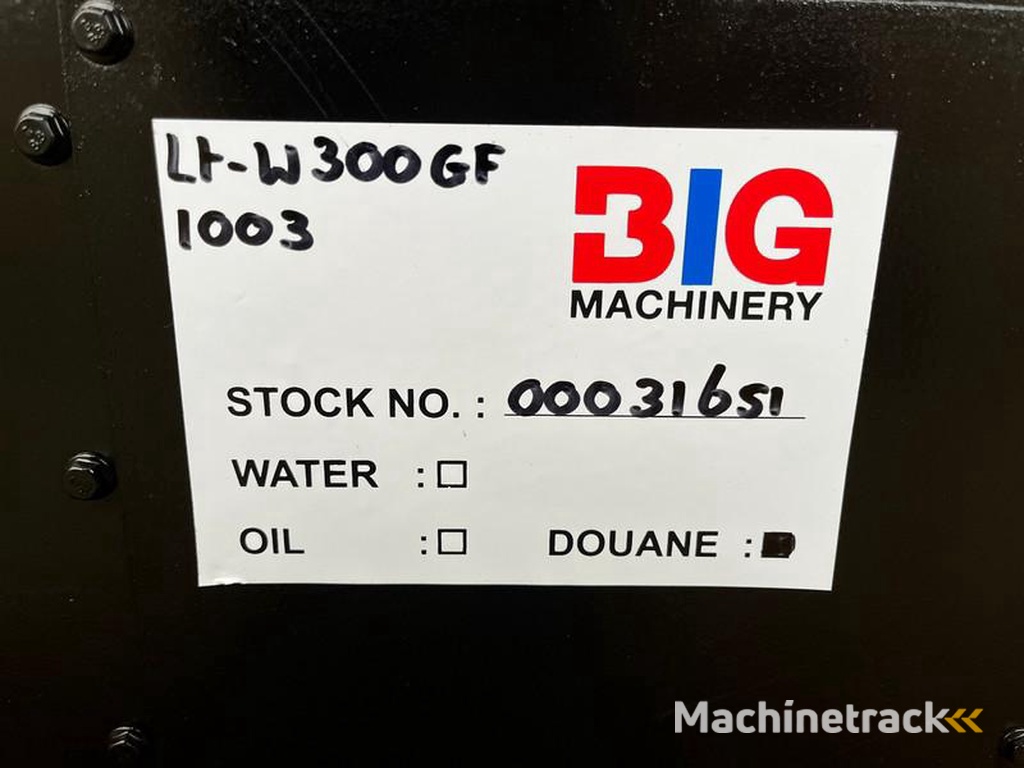 Lt-W300GF
1003
BIG
MACHINERY
STOCK NO. : 00031651
WATER :
OIL :
DOUANE :
Machinetrack